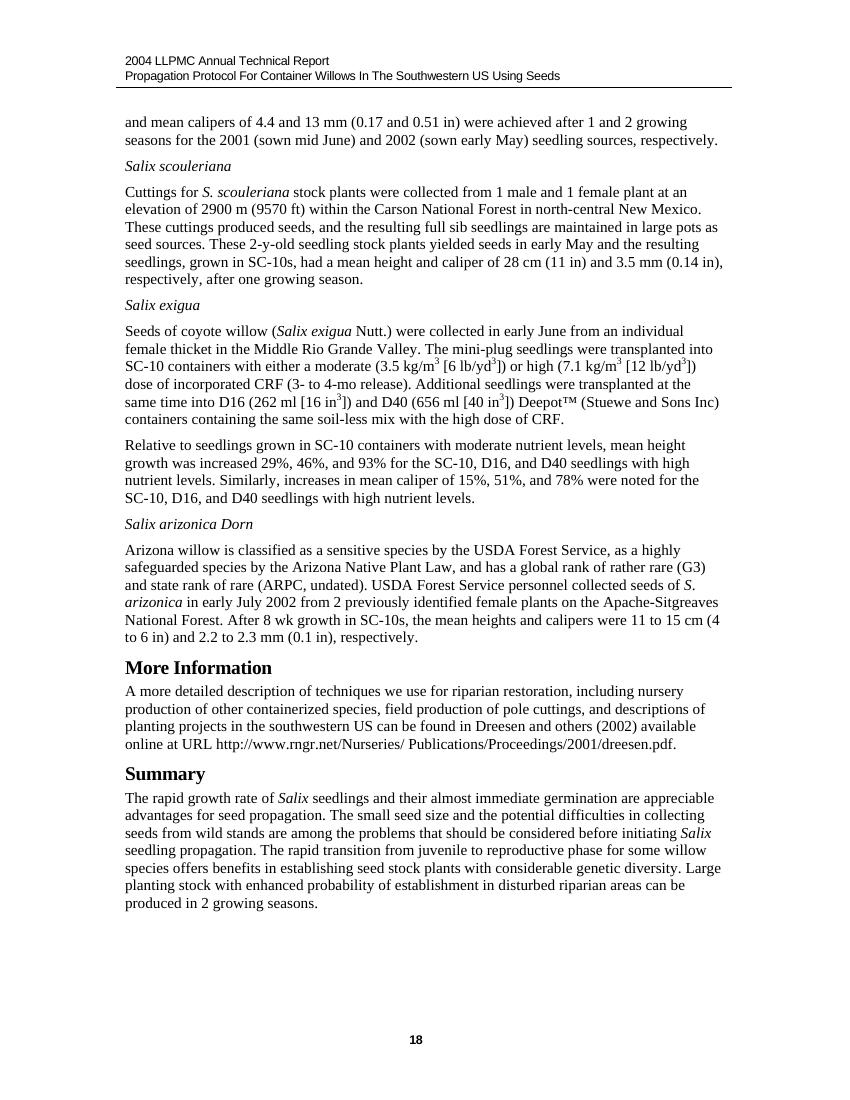 2004 LLPMC Annual Technical Report
Propagation Protocol For Container Willows In The Southwestern US Using Seeds
and mean calipers of 4.4 and 13 mm (0.17 and 0.51 in) were achieved after 1 and 2 growing
seasons for the 2001 (sown mid June) and 2002 (sown early May) seedling sources, respectively.
Salix scouleriana
Cuttings for S. scouleriana stock plants were collected from 1 male and 1 female plant at an
elevation of 2900 m (9570 ft) within the Carson National Forest in north-central New Mexico.
These cuttings produced seeds, and the resulting full sib seedlings are maintained in large pots as
seed sources. These 2-y-old seedling stock plants yielded seeds in early May and the resulting
seedlings, grown in SC-10s, had a mean height and caliper of 28 cm (11 in) and 3.5 mm (0.14 in),
respectively, after one growing season.
Salix exigua
Seeds of coyote willow (Salix exigua Nutt.) were collected in early June from an individual
female thicket in the Middle Rio Grande Valley. The mini-plug seedlings were transplanted into
SC-10 containers with either a moderate (3.5 kg/m³ [6 lb/yd³]) or high (7.1 kg/m³ [12 lb/yd³])
dose of incorporated CRF (3- to 4-mo release). Additional seedlings were transplanted at the
same time into D16 (262 ml [16 in³]) and D40 (656 ml [40 in³]) Deepot™ (Stuewe and Sons Inc)
containers containing the same soil-less mix with the high dose of CRF.
Relative to seedlings grown in SC-10 containers with moderate nutrient levels, mean height
growth was increased 29%, 46%, and 93% for the SC-10, D16, and D40 seedlings with high
nutrient levels. Similarly, increases in mean caliper of 15%, 51%, and 78% were noted for the
SC-10, D16, and D40 seedlings with high nutrient levels.
Salix arizonica Dorn
Arizona willow is classified as a sensitive species by the USDA Forest Service, as a highly
safeguarded species by the Arizona Native Plant Law, and has a global rank of rather rare (G3)
and state rank of rare (ARPC, undated). USDA Forest Service personnel collected seeds of S.
arizonica in early July 2002 from 2 previously identified female plants on the Apache-Sitgreaves
National Forest. After 8 wk growth in SC-10s, the mean heights and calipers were 11 to 15 cm (4
to 6 in) and 2.2 to 2.3 mm (0.1 in), respectively.
More Information
A more detailed description of techniques we use for riparian restoration, including nursery
production of other containerized species, field production of pole cuttings, and descriptions of
planting projects in the southwestern US can be found in Dreesen and others (2002) available
online at URL http://www.rngr.net/Nurseries/ Publications/Proceedings/2001/dreesen.pdf.
Summary
The rapid growth rate of Salix seedlings and their almost immediate germination are appreciable
advantages for seed propagation. The small seed size and the potential difficulties in collecting
seeds from wild stands are among the problems that should be considered before initiating Salix
seedling propagation. The rapid transition from juvenile to reproductive phase for some willow
species offers benefits in establishing seed stock plants with considerable genetic diversity. Large
planting stock with enhanced probability of establishment in disturbed riparian areas can be
produced in 2 growing seasons.
18